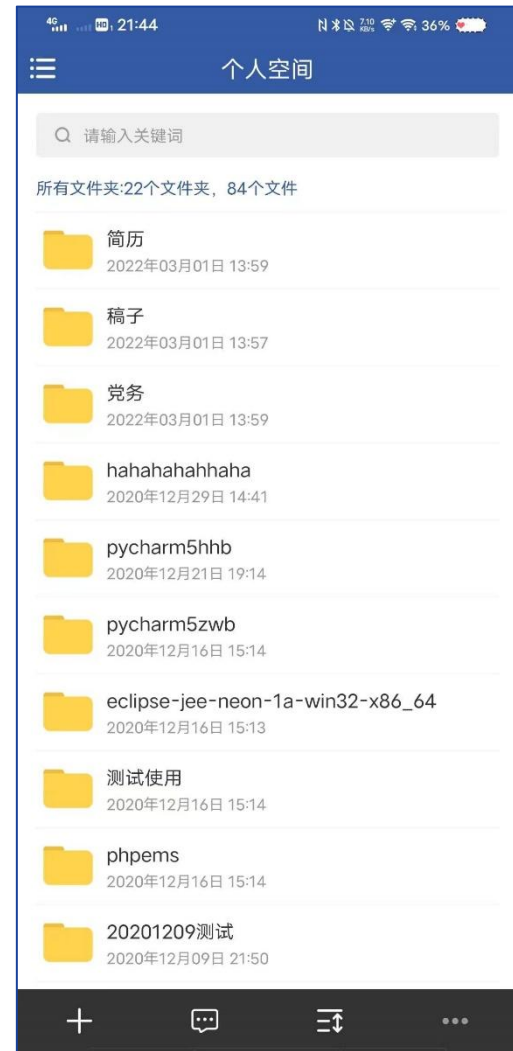 4G HD 21:44 7.10 KB/s 36%
个人空间
请输入关键词
所有文件夹:22个文件夹，84个文件
简历
2022年03月01日 13:59
稿子
2022年03月01日 13:57
党务
2022年03月01日 13:59
hahahahahhaha
2020年12月29日 14:41
pycharm5hhb
2020年12月21日 19:14
pycharm5zwb
2020年12月16日 15:14
eclipse-jee-neon-1a-win32-x86_64
2020年12月16日 15:13
测试使用
2020年12月16日 15:14
phpems
2020年12月16日 15:14
20201209测试
2020年12月09日 21:50